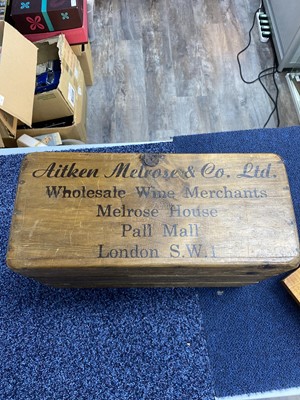 Aitken Melrose & Co. Ltd.
Wholesale Wine Merchants
Melrose House
Pall Mall
London S.W.1